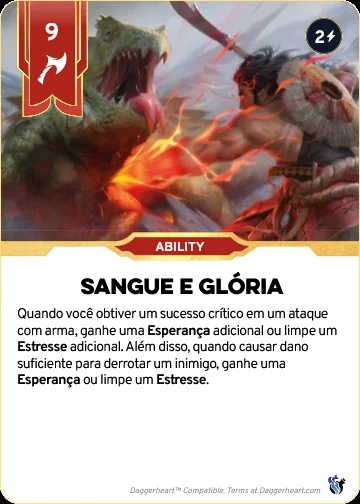 9
2
ABILITY
SANGUE E GLÓRIA
Quando você obtiver um sucesso crítico em um ataque
com arma, ganhe uma Esperança adicional ou limpe um
Estresse adicional. Além disso, quando causar dano
suficiente para derrotar um inimigo, ganhe uma
Esperança ou limpe um Estresse.
Daggerheart™ Compatible. Terms at Daggerheart.com